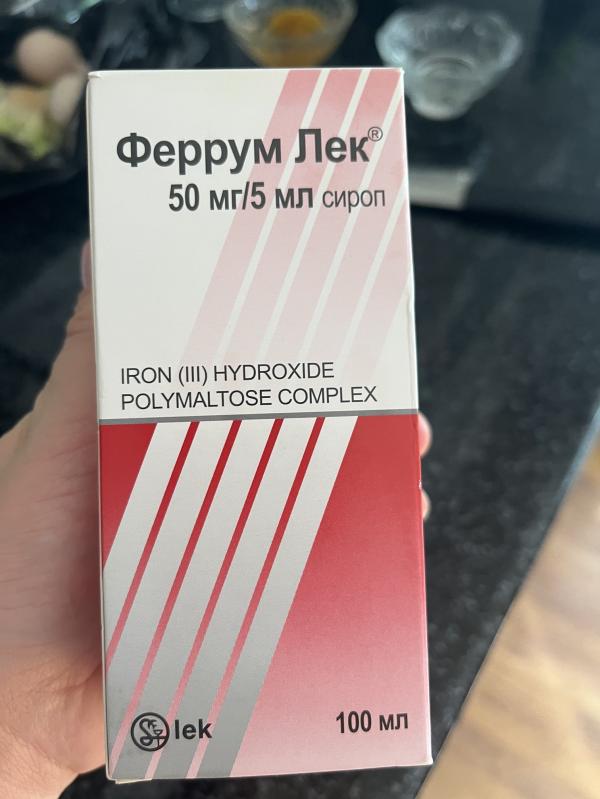 Феррум Лек®
50 мг/5 мл сироп
IRON (III) HYDROXIDE
POLYMALTOSE COMPLEX
lek
100 мл